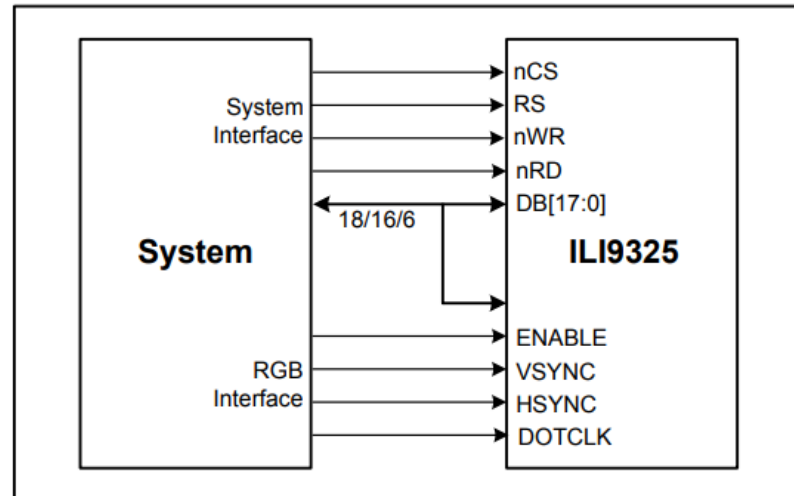 System
Interface
System
RGB
Interface
18/16/6
nCS
RS
nWR
nRD
DB[17:0]
ILI9325
ENABLE
VSYNC
HSYNC
DOTCLK